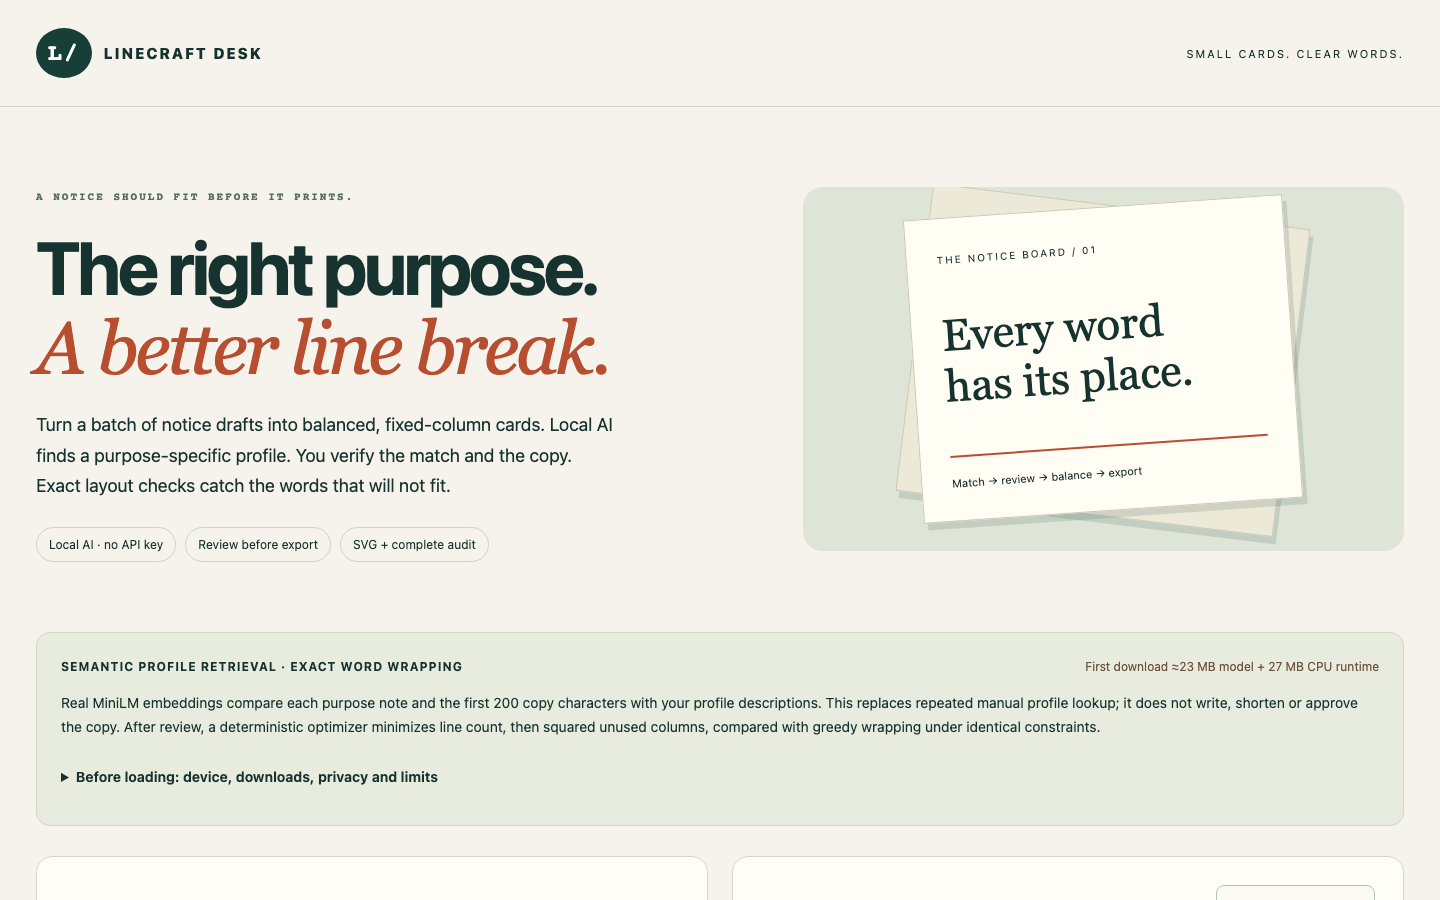 L/ LINECRAFT DESK
SMALL CARDS. CLEAR WORDS.
A NOTICE SHOULD FIT BEFORE IT PRINTS.
The right purpose.
A better line break.
Turn a batch of notice drafts into balanced, fixed-column cards. Local AI
finds a purpose-specific profile. You verify the match and the copy.
Exact layout checks catch the words that will not fit.
Local AI · no API key
Review before export
SVG + complete audit
THE NOTICE BOARD / 01
Every word
has its place.
Match → review → balance → export
SEMANTIC PROFILE RETRIEVAL · EXACT WORD WRAPPING
First download ≈23 MB model + 27 MB CPU runtime
Real MiniLM embeddings compare each purpose note and the first 200 copy characters with your profile descriptions. This replaces repeated manual profile lookup; it does not write, shorten or approve
the copy. After review, a deterministic optimizer minimizes line count, then squared unused columns, compared with greedy wrapping under identical constraints.
Before loading: device, downloads, privacy and limits